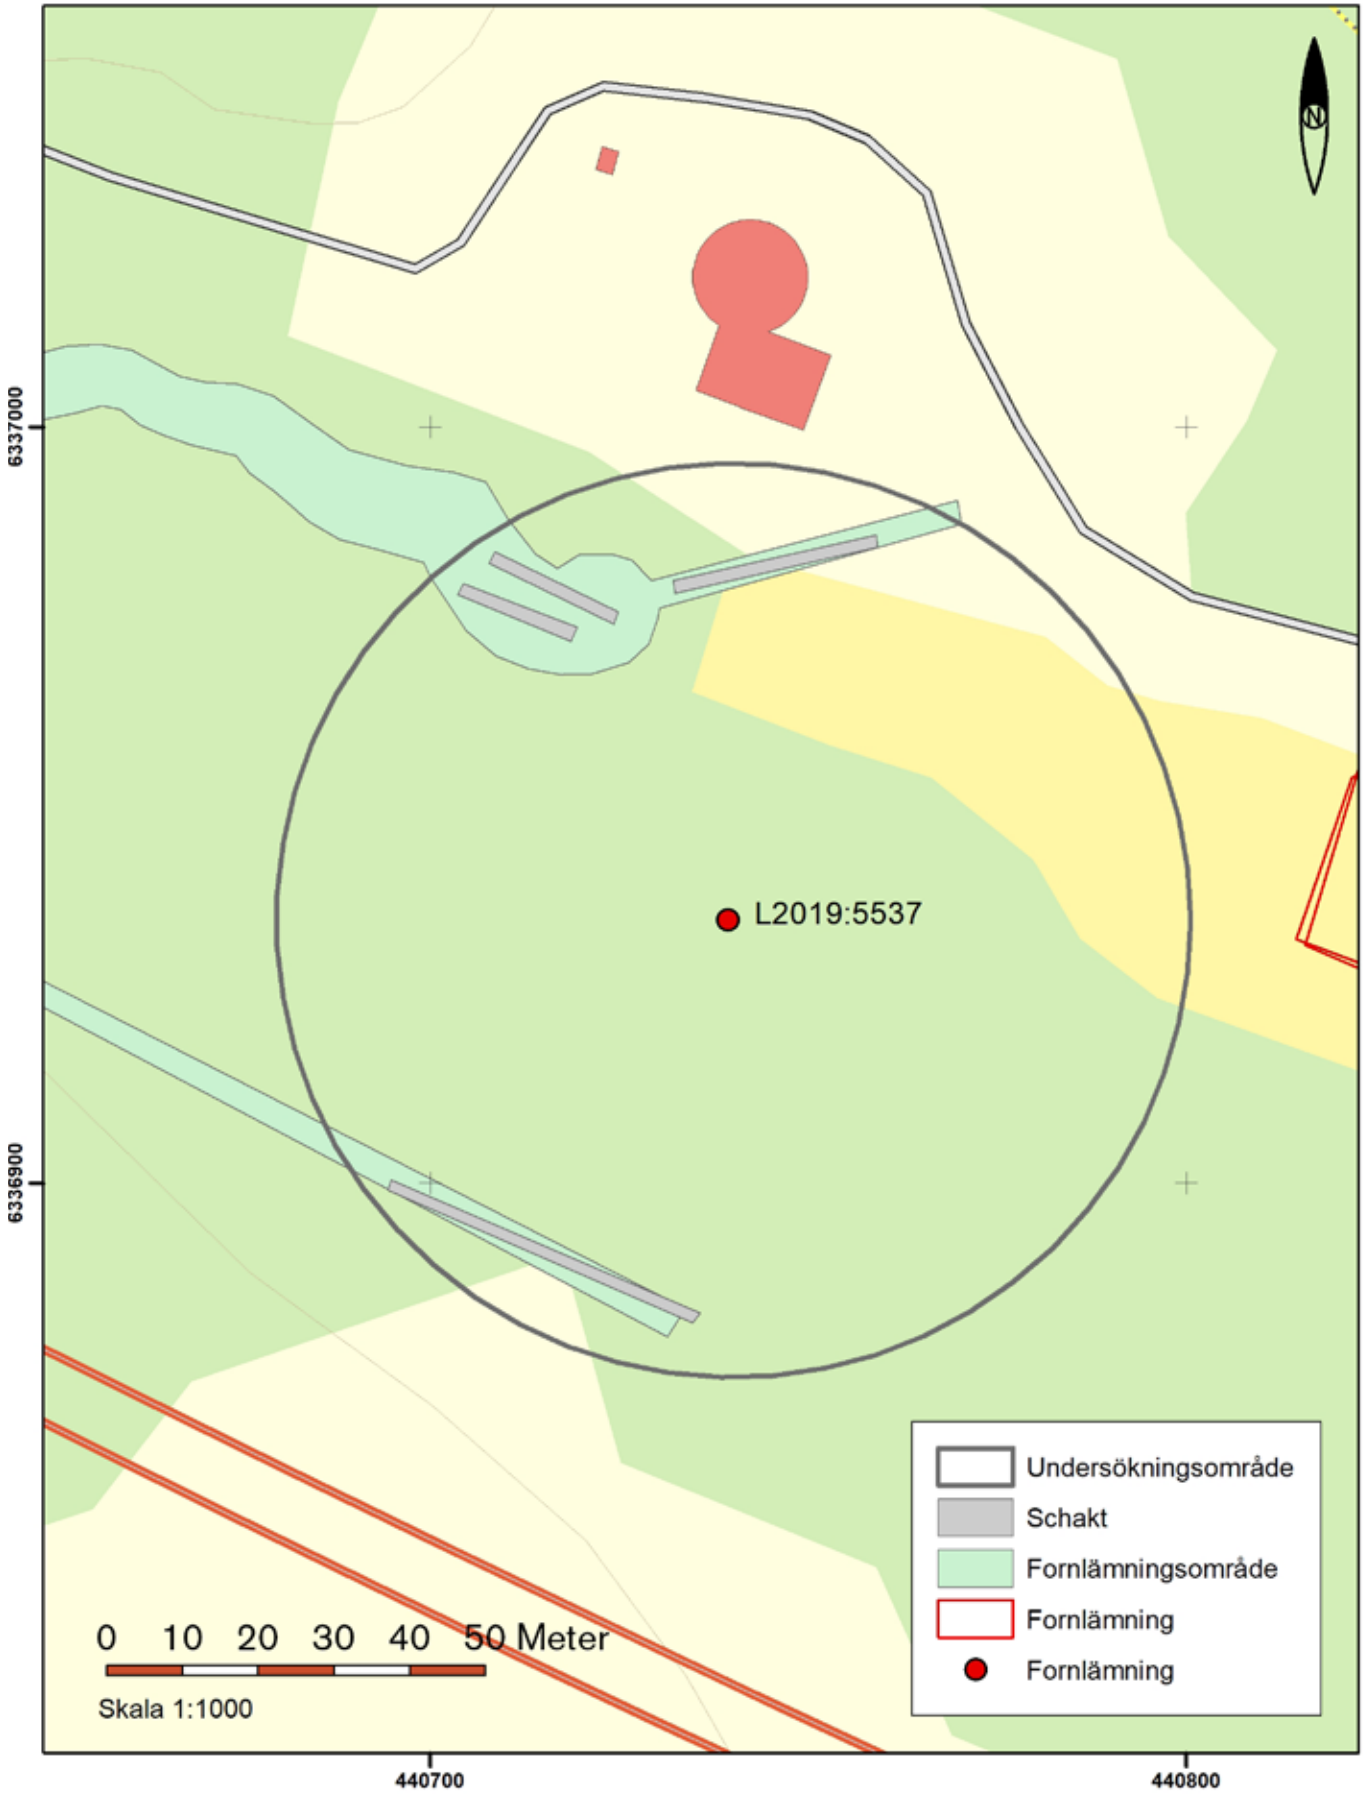 N
6337000
L2019:5537
6336900
Undersökningsområde
Schakt
Fornlämningsområde
Fornlämning
Fornlämning
0 10 20 30 40 50 Meter
Skala 1:1000
440700 440800